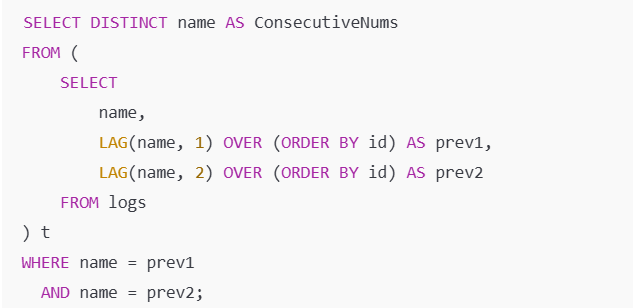 SELECT DISTINCT name AS ConsecutiveNums
FROM (
    SELECT
        name,
        LAG(name, 1) OVER (ORDER BY id) AS prev1,
        LAG(name, 2) OVER (ORDER BY id) AS prev2
    FROM logs
) t
WHERE name = prev1
  AND name = prev2;